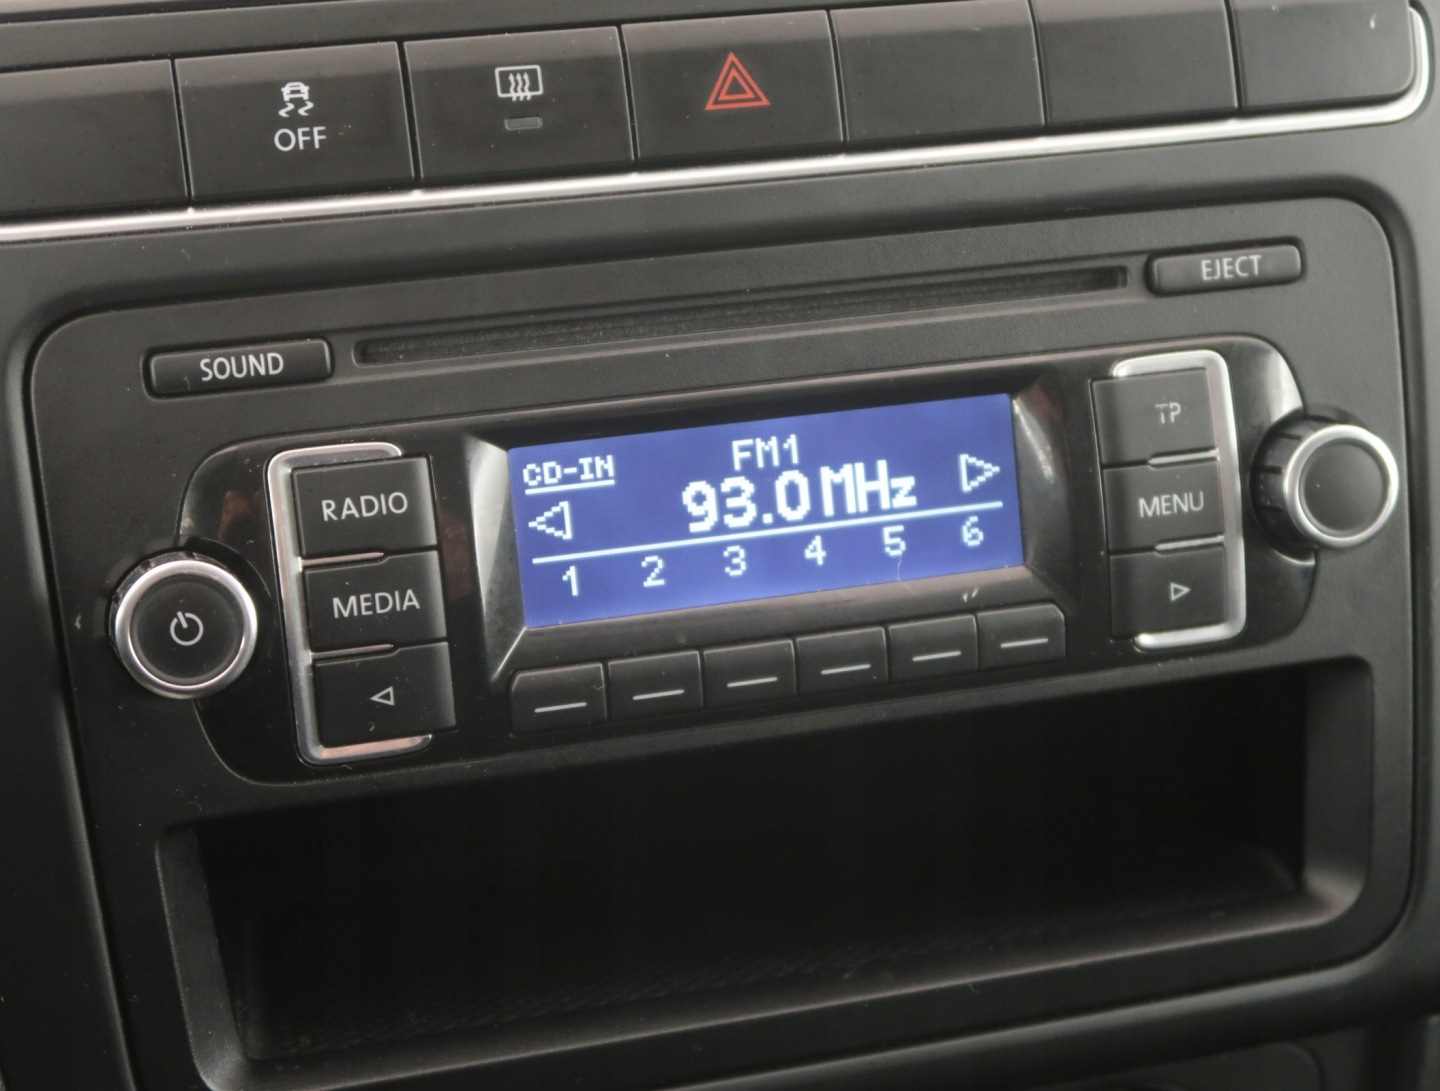 OFF
EJECT
SOUND
TP
RADIO
CD-IN
FM1
93.0 MHz
MENU
1 2 3 4 5 6
MEDIA